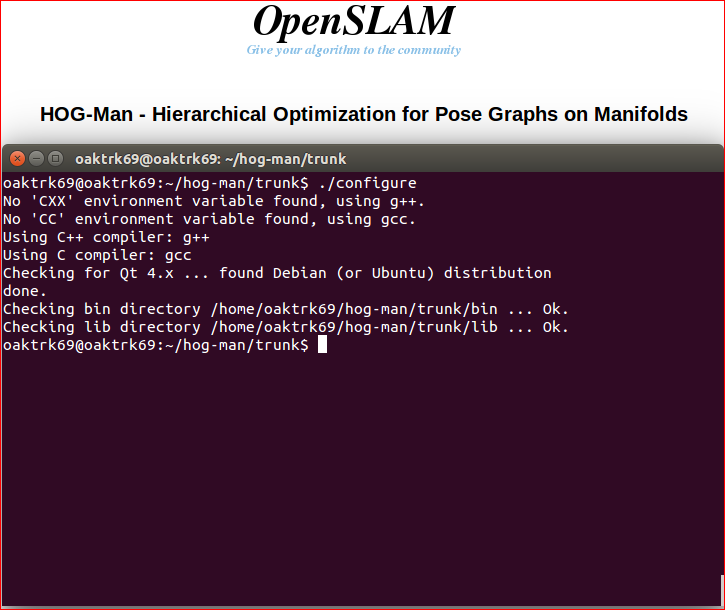 OpenSLAM
Give your algorithm to the community
HOG-Man - Hierarchical Optimization for Pose Graphs on Manifolds
oaktrk69@oaktrk69: ~/hog-man/trunk
oaktrk69@oaktrk69:~/hog-man/trunk$ ./configure
No 'CXX' environment variable found, using g++.
No 'CC' environment variable found, using gcc.
Using C++ compiler: g++
Using C compiler: gcc
Checking for Qt 4.x ... found Debian (or Ubuntu) distribution
done.
Checking bin directory /home/oaktrk69/hog-man/trunk/bin ... Ok.
Checking lib directory /home/oaktrk69/hog-man/trunk/lib ... Ok.
oaktrk69@oaktrk69:~/hog-man/trunk$